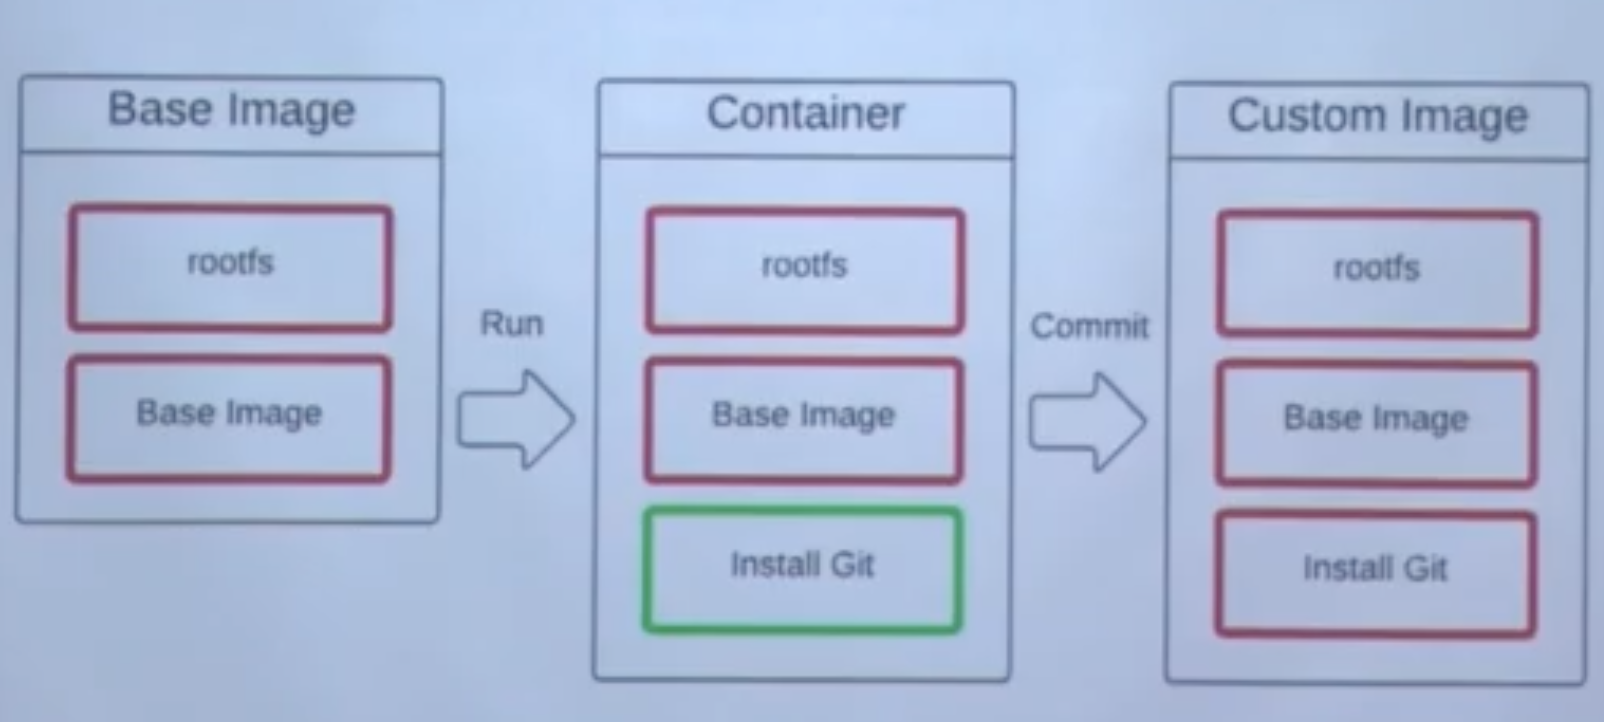 Base Image
rootfs
Base Image
Run
Container
rootfs
Base Image
Install Git
Commit
Custom Image
rootfs
Base Image
Install Git